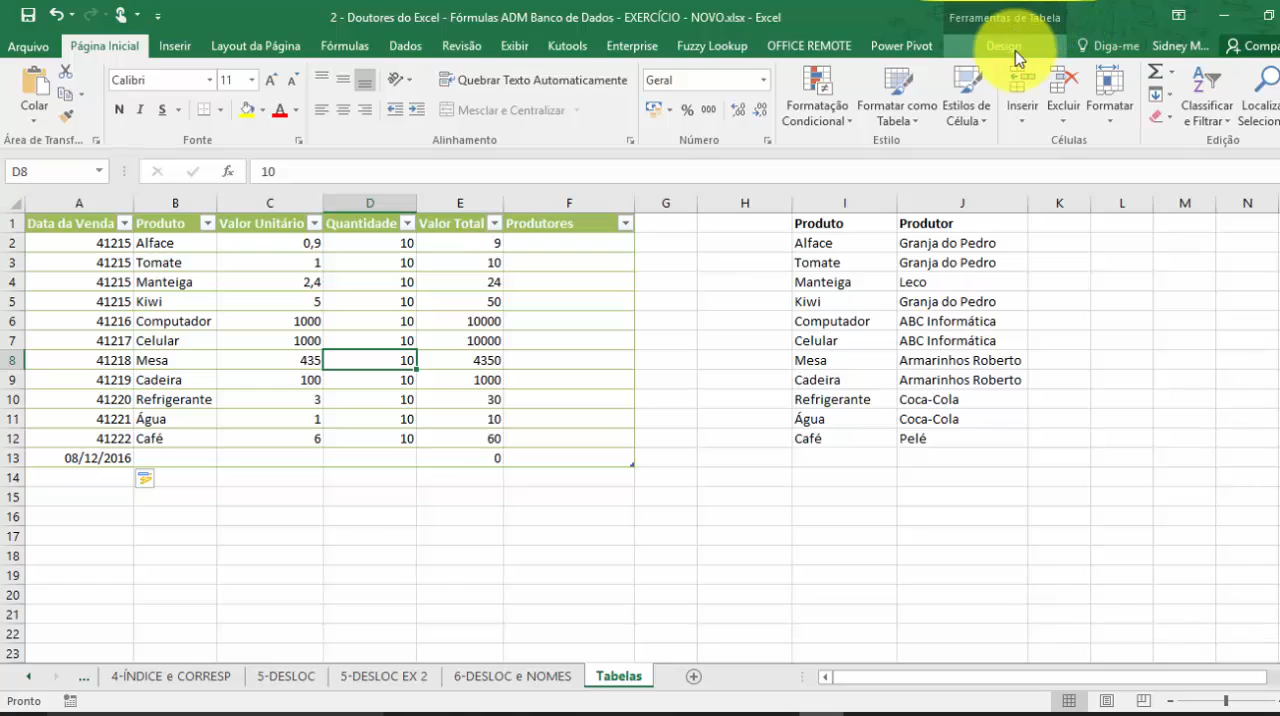 2 - Doutores do Excel - Fórmulas ADM Banco de Dados - EXERCÍCIO - NOVO.xlsx - Excel
Ferramentas de Tabela
Arquivo Página Inicial Inserir Layout da Página Fórmulas Dados Revisão Exibir Kutools Enterprise Fuzzy Lookup OFFICE REMOTE Power Pivot Design Diga-me Sidney M... Compa
Colar
Calibri 11
Quebrar Texto Automaticamente
Geral
N I S A
Mesclar e Centralizar
% 000
Formatação Condicional
Formatar como Tabela
Estilos de Célula
Inserir Excluir Formatar
Classificar e Filtrar
Localiz
Selecion
Área de Transf... Fonte Alinhamento Número Estilo Células Edição
D8 fx 10
A B C D E F G H I J K L M N
1 Data da Venda Produto Valor Unitário Quantidade Valor Total Produtores Produto Produtor
2 41215 Alface 0,9 10 9 Alface Granja do Pedro
3 41215 Tomate 1 10 10 Tomate Granja do Pedro
4 41215 Manteiga 2,4 10 24 Manteiga Leco
5 41215 Kiwi 5 10 50 Kiwi Granja do Pedro
6 41216 Computador 1000 10 10000 Computador ABC Informática
7 41217 Celular 1000 10 10000 Celular ABC Informática
8 41218 Mesa 435 10 4350 Mesa Armarinhos Roberto
9 41219 Cadeira 100 10 1000 Cadeira Armarinhos Roberto
10 41220 Refrigerante 3 10 30 Refrigerante Coca-Cola
11 41221 Água 1 10 10 Água Coca-Cola
12 41222 Café 6 10 60 Café Pelé
13 08/12/2016 0
14
15
16
17
18
19
20
21
22
23
... 4-ÍNDICE e CORRESP 5-DESLOC 5-DESLOC EX 2 6-DESLOC e NOMES Tabelas
Pronto